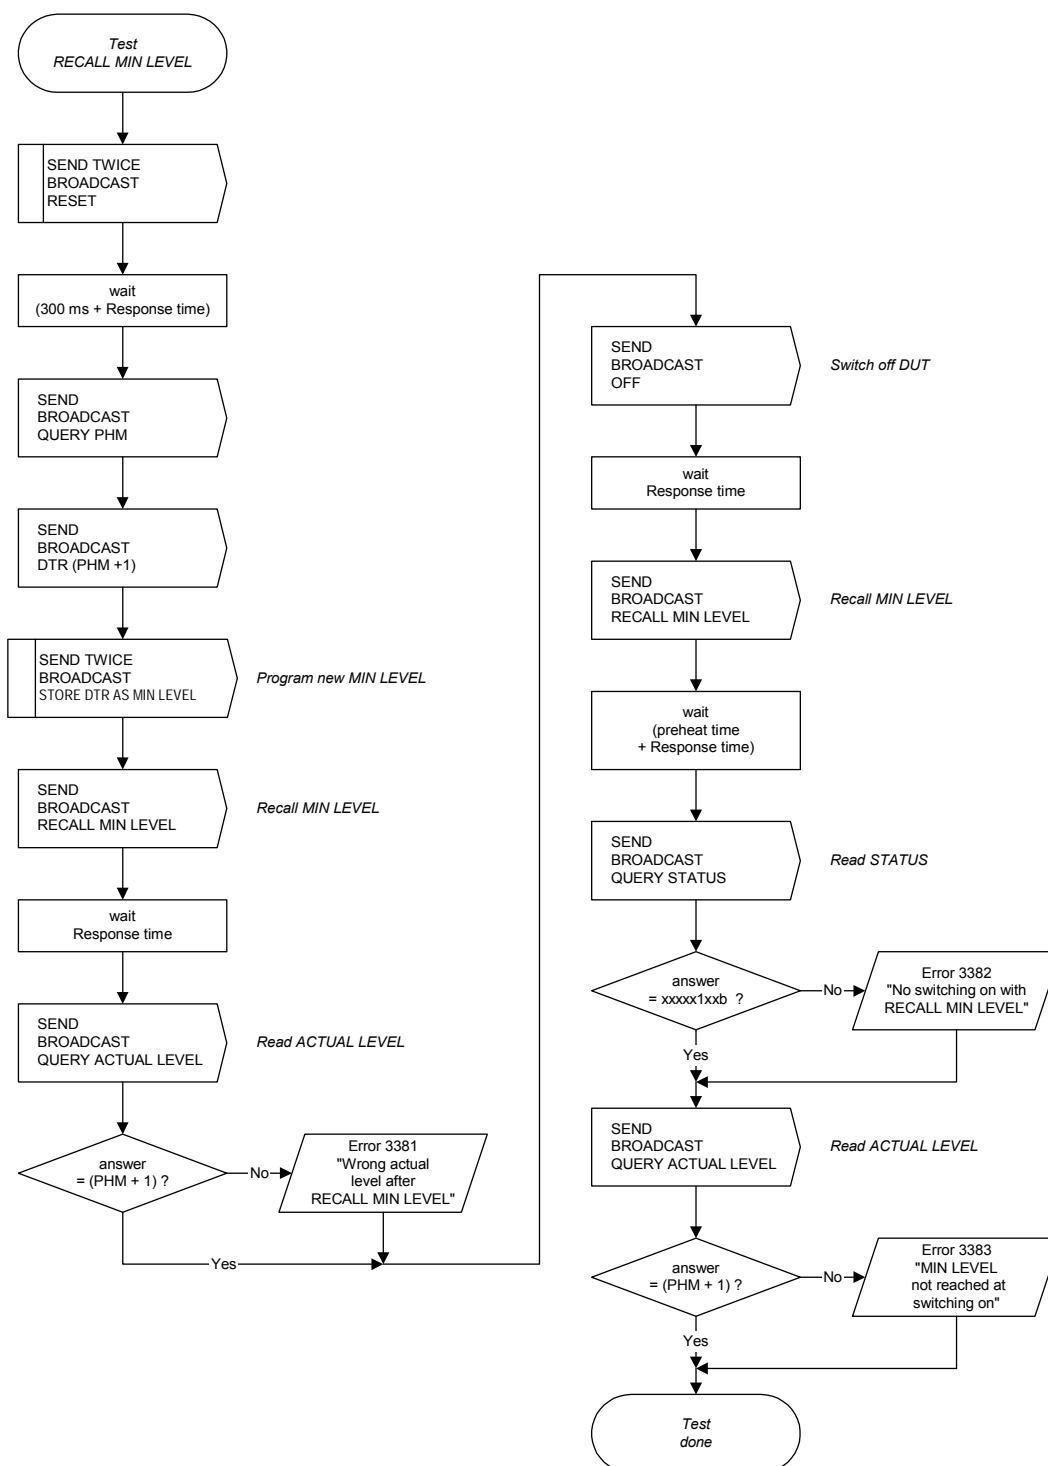 Test
RECALL MIN LEVEL
SEND TWICE
BROADCAST
RESET
wait
(300 ms + Response time)
SEND
BROADCAST
QUERY PHM
SEND
BROADCAST
DTR (PHM +1)
SEND TWICE
BROADCAST
STORE DTR AS MIN LEVEL
Program new MIN LEVEL
SEND
BROADCAST
RECALL MIN LEVEL
Recall MIN LEVEL
wait
Response time
SEND
BROADCAST
QUERY ACTUAL LEVEL
Read ACTUAL LEVEL
answer
= (PHM + 1) ?
No
Error 3381
"Wrong actual
level after
RECALL MIN LEVEL"
Yes
SEND
BROADCAST
OFF
Switch off DUT
wait
Response time
SEND
BROADCAST
RECALL MIN LEVEL
Recall MIN LEVEL
wait
(preheat time
+ Response time)
SEND
BROADCAST
QUERY STATUS
Read STATUS
answer
= xxxxx1xxb ?
No
Error 3382
"No switching on with
RECALL MIN LEVEL"
Yes
SEND
BROADCAST
QUERY ACTUAL LEVEL
Read ACTUAL LEVEL
answer
= (PHM + 1) ?
No
Error 3383
"MIN LEVEL
not reached at
switching on"
Yes
Test
done